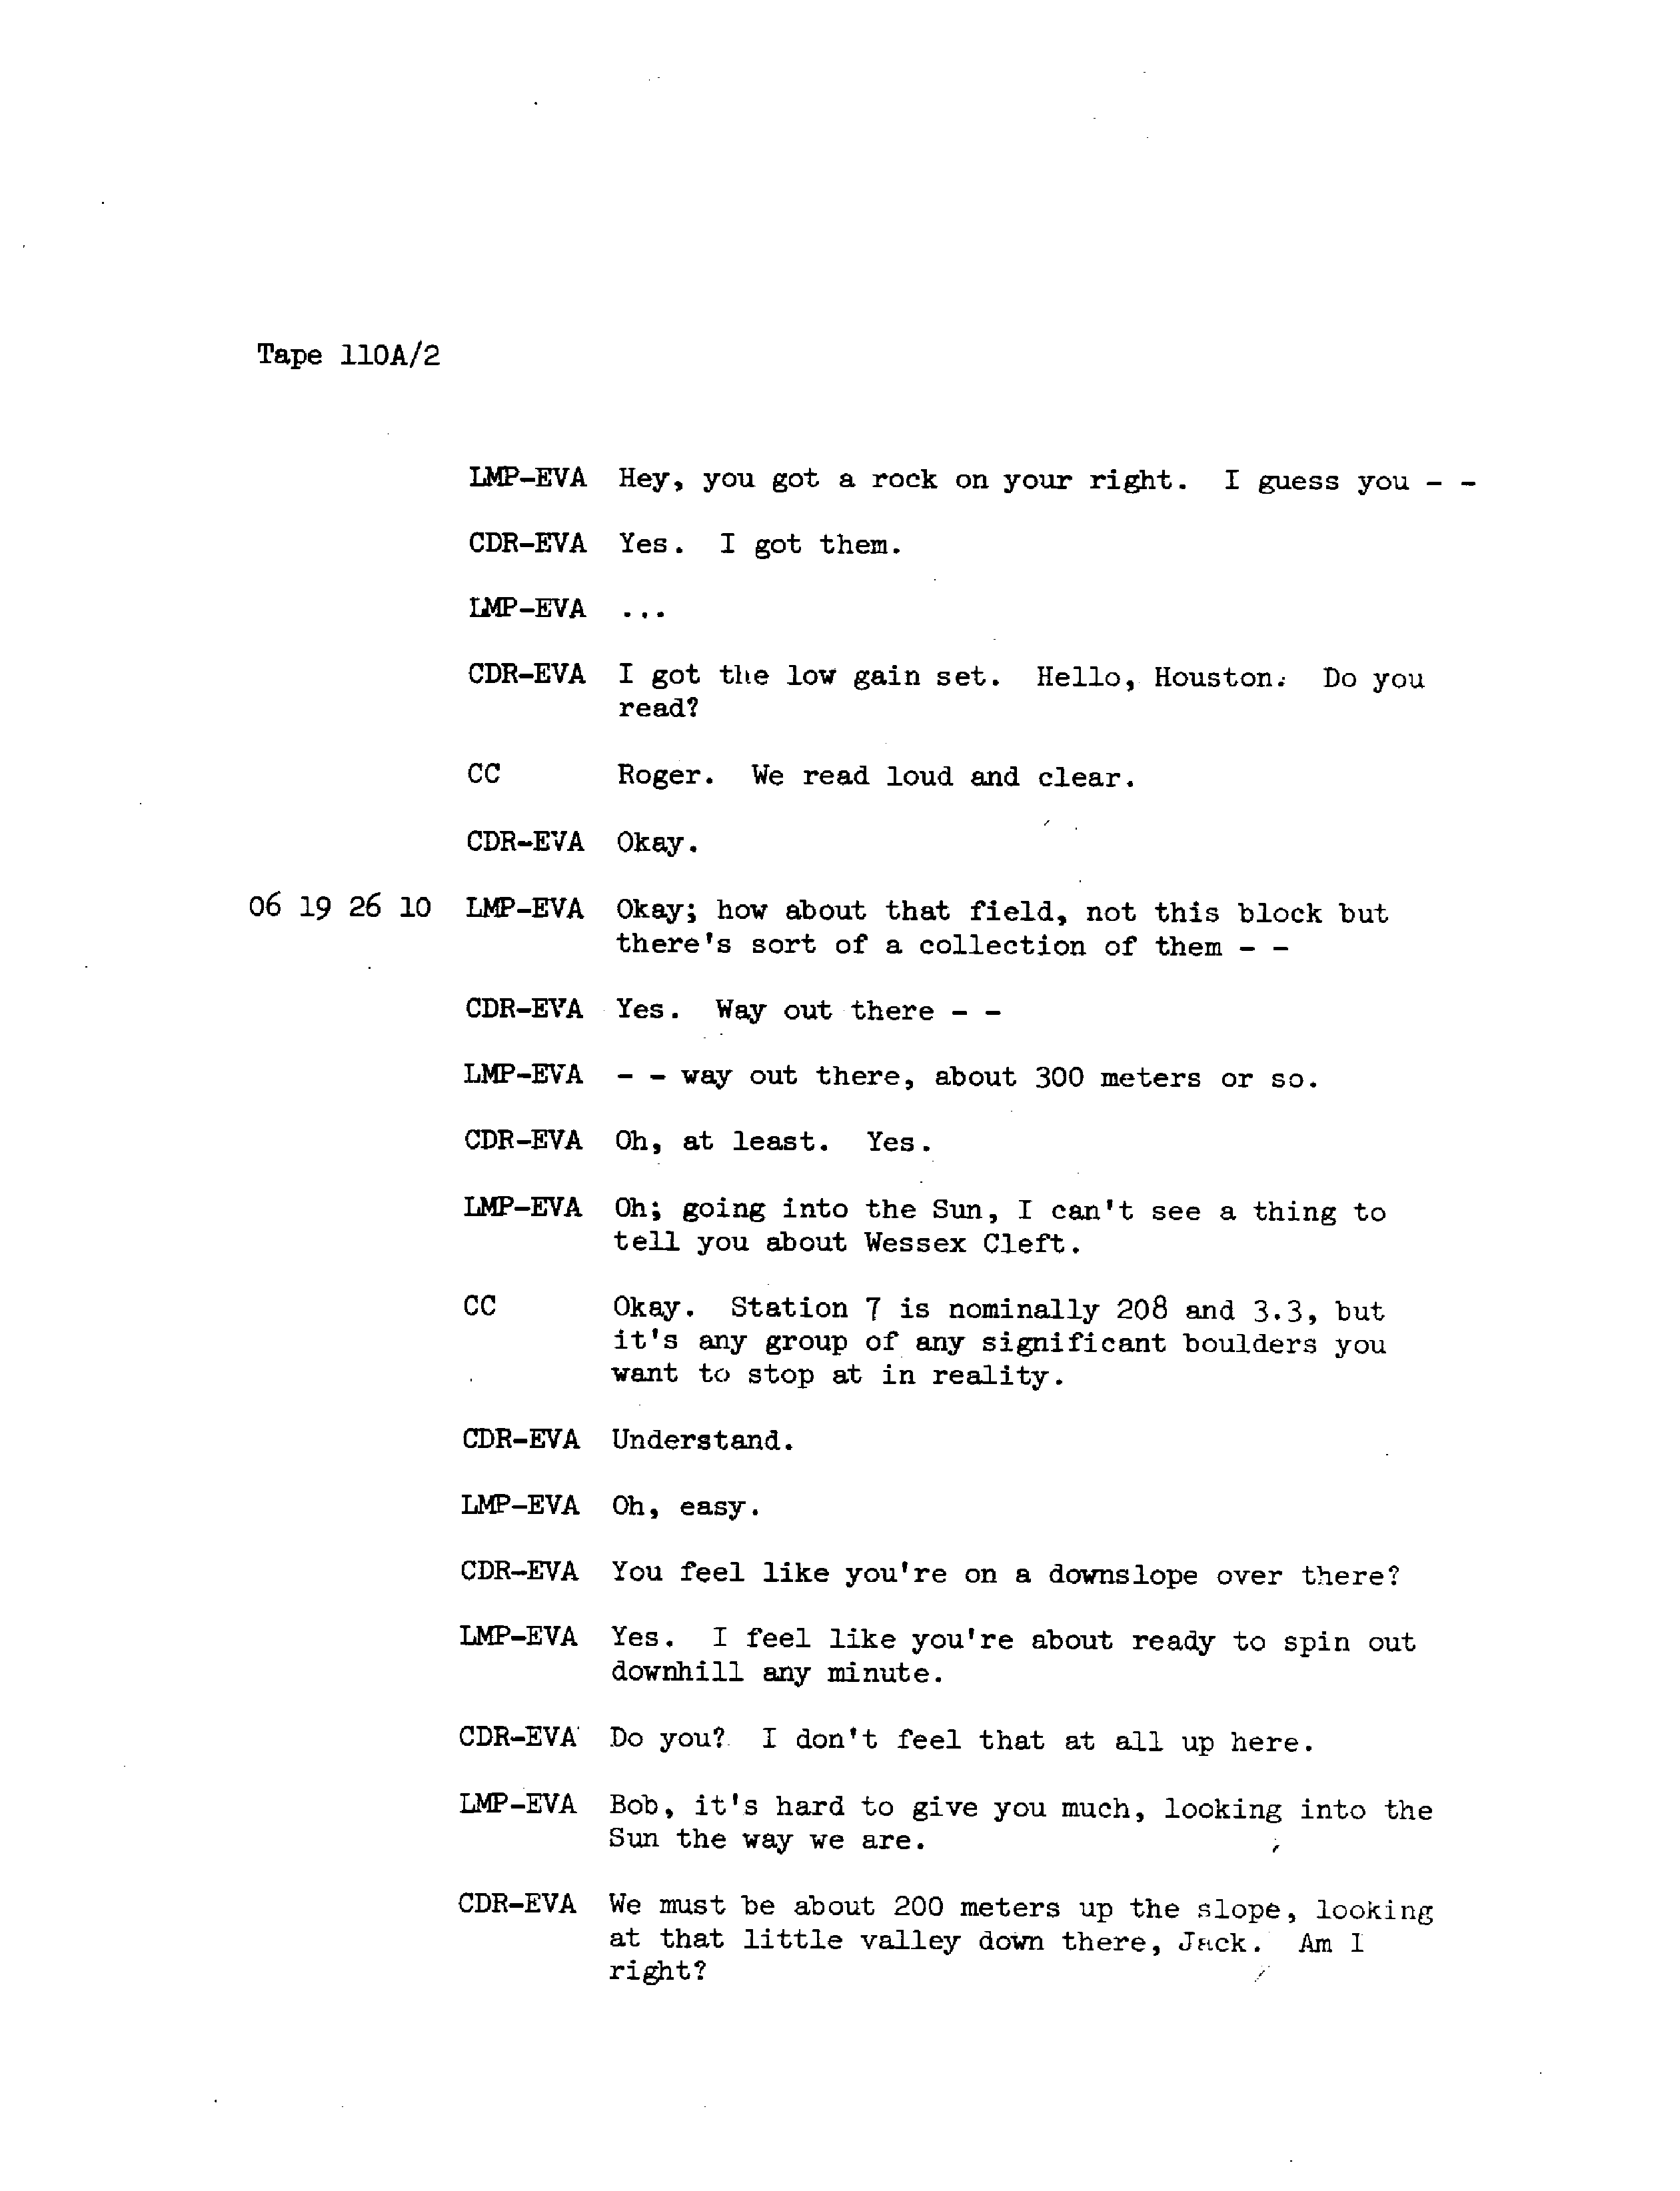 Tape 110A/2
LMP-EVA Hey, you got a rock on your right. I guess you - -
CDR-EVA Yes. I got them.
LMP-EVA ...
CDR-EVA I got the low gain set. Hello, Houston. Do you
read?
CC Roger. We read loud and clear.
CDR-EVA Okay.
06 19 26 10 LMP-EVA Okay; how about that field, not this block but
there's sort of a collection of them - -
CDR-EVA Yes. Way out there - -
LMP-EVA - - way out there, about 300 meters or so.
CDR-EVA Oh, at least. Yes.
LMP-EVA Oh; going into the Sun, I can't see a thing to
tell you about Wessex Cleft.
CC Okay. Station 7 is nominally 208 and 3.3, but
it's any group of any significant boulders you
want to stop at in reality.
CDR-EVA Understand.
LMP-EVA Oh, easy.
CDR-EVA You feel like you're on a downslope over there?
LMP-EVA Yes. I feel like you're about ready to spin out
downhill any minute.
CDR-EVA Do you? I don't feel that at all up here.
LMP-EVA Bob, it's hard to give you much, looking into the
Sun the way we are.
CDR-EVA We must be about 200 meters up the slope, looking
at that little valley down there, Jack. Am I
right?